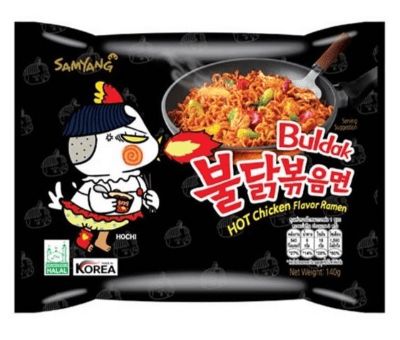 SAMYANG
Serving
Suggestion
Buldak
불닭볶음면
HOT Chicken Flavor Ramen
HOCHI
HALAL
KOREA
Net Weight: 140g